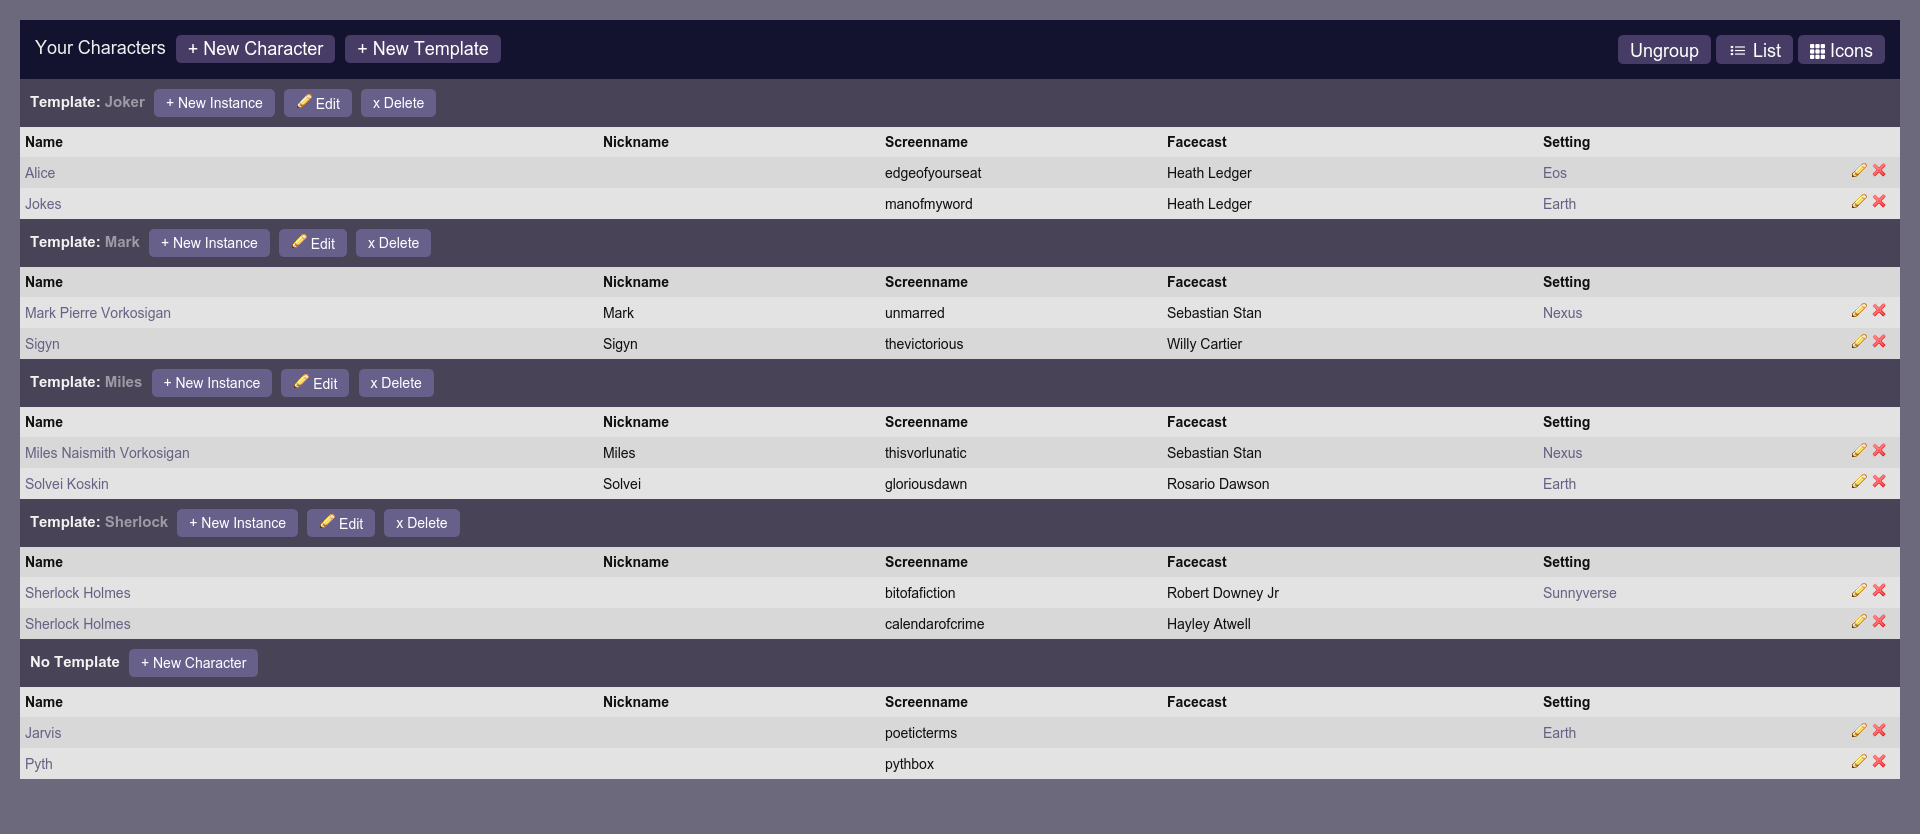 Your Characters + New Character + New Template Ungroup List Icons
Template: Joker + New Instance Edit x Delete
Name Nickname Screenname Facecast Setting
Alice edgeofyourseat Heath Ledger Eos
Jokes manofmyword Heath Ledger Earth
Template: Mark + New Instance Edit x Delete
Name Nickname Screenname Facecast Setting
Mark Pierre Vorkosigan Mark unmarred Sebastian Stan Nexus
Sigyn Sigyn thevictorious Willy Cartier
Template: Miles + New Instance Edit x Delete
Name Nickname Screenname Facecast Setting
Miles Naismith Vorkosigan Miles thisvorlunatic Sebastian Stan Nexus
Solvei Koskin Solvei gloriousdawn Rosario Dawson Earth
Template: Sherlock + New Instance Edit x Delete
Name Nickname Screenname Facecast Setting
Sherlock Holmes bitofafiction Robert Downey Jr Sunnyverse
Sherlock Holmes calendarofcrime Hayley Atwell
No Template + New Character
Name Nickname Screenname Facecast Setting
Jarvis poeticterms Earth
Pyth pythbox